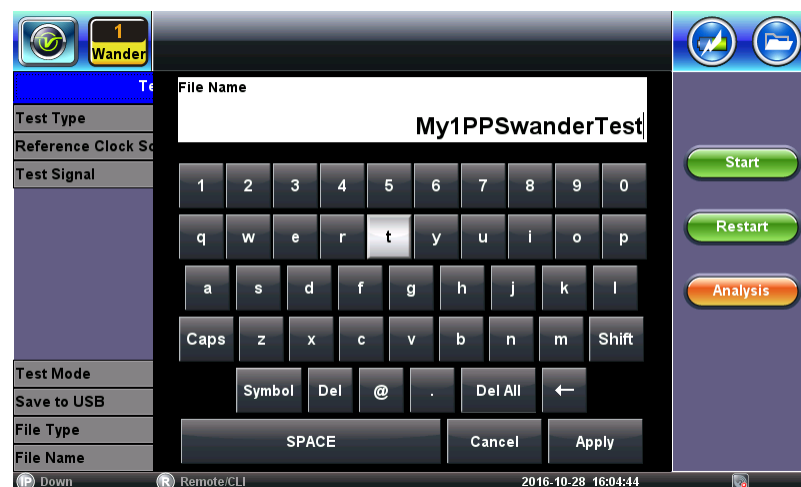 1
Wander
Te
File Name
My1PPSwanderTest
Test Type
Reference Clock So
Test Signal
Start
1 2 3 4 5 6 7 8 9 0
Restart
q w e r t y u i o p
Analysis
a s d f g h j k l
Caps z x c v b n m Shift
Test Mode
Symbol Del @ . Del All ←
Save to USB
File Type
SPACE Cancel Apply
File Name
IP Down R Remote/CLI 2016-10-28 16:04:44